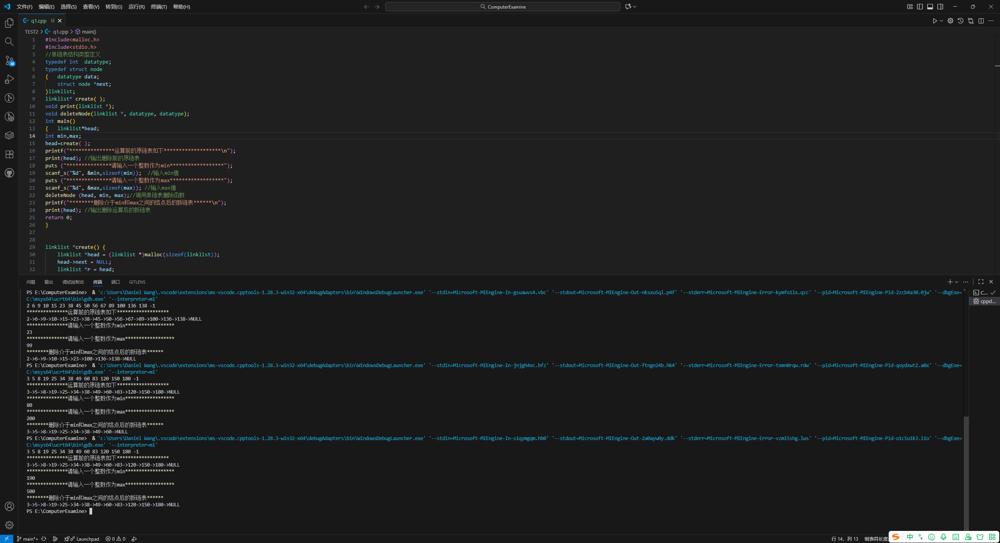 文件(F) 编辑(E) 选择(S) 查看(V) 转到(G) 运行(R) 终端(T) 帮助(H)
ComputerExamine
q1.cpp U
TEST2 > q1.cpp > main()
1 #include<malloc.h>
2 #include<stdio.h>
3 //单链表结构类型定义
4 typedef int  datatype;
5 typedef struct node
6 {   datatype data;
7     struct node *next;
8 }linklist;
9 linklist* create( );
10 void print(linklist *);
11 void deleteNode(linklist *, datatype, datatype);
12 int main()
13 {   linklist*head;
14 int min,max;
15 head=create( );
16 printf("***************运算前的原链表如下*******************\n");
17 print(head); //输出删除前的原链表
18 puts ("***************请输入一个整数作为min******************");
19 scanf_s("%d", &min,sizeof(min));  //输入min值
20 puts ("***************请输入一个整数作为max******************");
21 scanf_s("%d", &max,sizeof(max)); //输入max值
22 deleteNode (head, min, max);//调用单链表删除函数
23 printf("********删除介于min和max之间的结点后的新链表******\n");
24 print(head); //输出删除运算后的新链表
25 return 0;
26 }
27
28
29 linklist *create() {
30     linklist *head = (linklist *)malloc(sizeof(linklist));
31     head->next = NULL;
32     linklist *r = head;
问题 输出 调试控制台 终端 端口 GITLENS
PS E:\ComputerExamine>  & 'c:\Users\Daniel Wang\.vscode\extensions\ms-vscode.cpptools-1.28.3-win32-x64\debugAdapters\bin\WindowsDebugLauncher.exe' '--stdin=Microsoft-MIEngine-In-gsuawvs4.vbc' '--stdout=Microsoft-MIEngine-Out-nksxu5ql.p4f' '--stderr=Microsoft-MIEngine-Error-kymfo1lx.qzc' '--pid=Microsoft-MIEngine-Pid-2zcb4a30.0jw' '--dbgExe=
C:\msys64\ucrt64\bin\gdb.exe' '--interpreter=mi'
2 6 9 10 15 23 38 45 50 56 67 89 100 136 138 -1
***************运算前的原链表如下*******************
2->6->9->10->15->23->38->45->50->56->67->89->100->136->138->NULL
***************请输入一个整数作为min******************
23
***************请输入一个整数作为max******************
99
********删除介于min和max之间的结点后的新链表******
2->6->9->10->15->23->100->136->138->NULL
PS E:\ComputerExamine>  & 'c:\Users\Daniel Wang\.vscode\extensions\ms-vscode.cpptools-1.28.3-win32-x64\debugAdapters\bin\WindowsDebugLauncher.exe' '--stdin=Microsoft-MIEngine-In-jnjgh4xc.bfz' '--stdout=Microsoft-MIEngine-Out-ftngn24b.hk4' '--stderr=Microsoft-MIEngine-Error-txmn0rqw.rdw' '--pid=Microsoft-MIEngine-Pid-qoydxwt2.a0x' '--dbgExe=
C:\msys64\ucrt64\bin\gdb.exe' '--interpreter=mi'
3 5 8 19 25 34 38 49 60 83 120 150 180 -1
***************运算前的原链表如下*******************
3->5->8->19->25->34->38->49->60->83->120->150->180->NULL
***************请输入一个整数作为min******************
80
***************请输入一个整数作为max******************
200
********删除介于min和max之间的结点后的新链表******
3->5->8->19->25->34->38->49->60->NULL
PS E:\ComputerExamine>  & 'c:\Users\Daniel Wang\.vscode\extensions\ms-vscode.cpptools-1.28.3-win32-x64\debugAdapters\bin\WindowsDebugLauncher.exe' '--stdin=Microsoft-MIEngine-In-s1qymgqm.hb0' '--stdout=Microsoft-MIEngine-Out-2a0ayw0y.ddk' '--stderr=Microsoft-MIEngine-Error-vzmi5shg.lws' '--pid=Microsoft-MIEngine-Pid-o1c5u1k3.i1o' '--dbgExe=
C:\msys64\ucrt64\bin\gdb.exe' '--interpreter=mi'
3 5 8 19 25 34 38 49 60 83 120 150 180 -1
***************运算前的原链表如下*******************
3->5->8->19->25->34->38->49->60->83->120->150->180->NULL
***************请输入一个整数作为min******************
190
***************请输入一个整数作为max******************
500
********删除介于min和max之间的结点后的新链表******
3->5->8->19->25->34->38->49->60->83->120->150->180->NULL
PS E:\ComputerExamine>
C...
cppd...
38
main*+ Launchpad 0 0 行 14, 列 13 制表符长度: 中